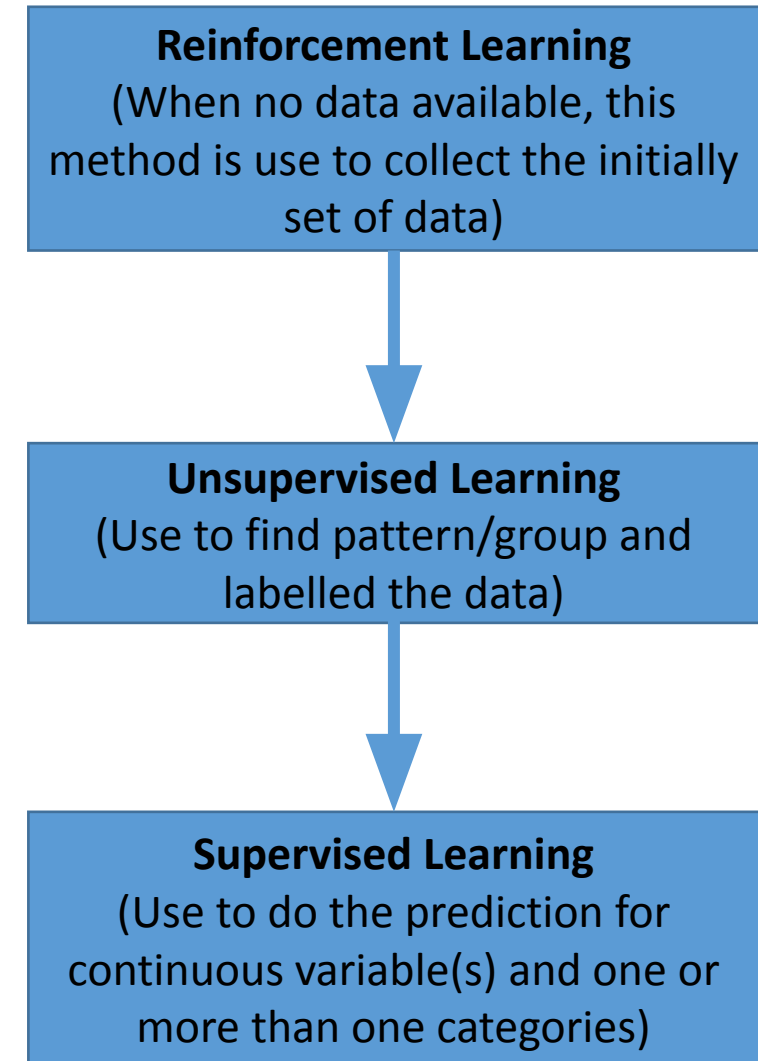 Reinforcement Learning
(When no data available, this
method is use to collect the initially
set of data)
Unsupervised Learning
(Use to find pattern/group and
labelled the data)
Supervised Learning
(Use to do the prediction for
continuous variable(s) and one or
more than one categories)